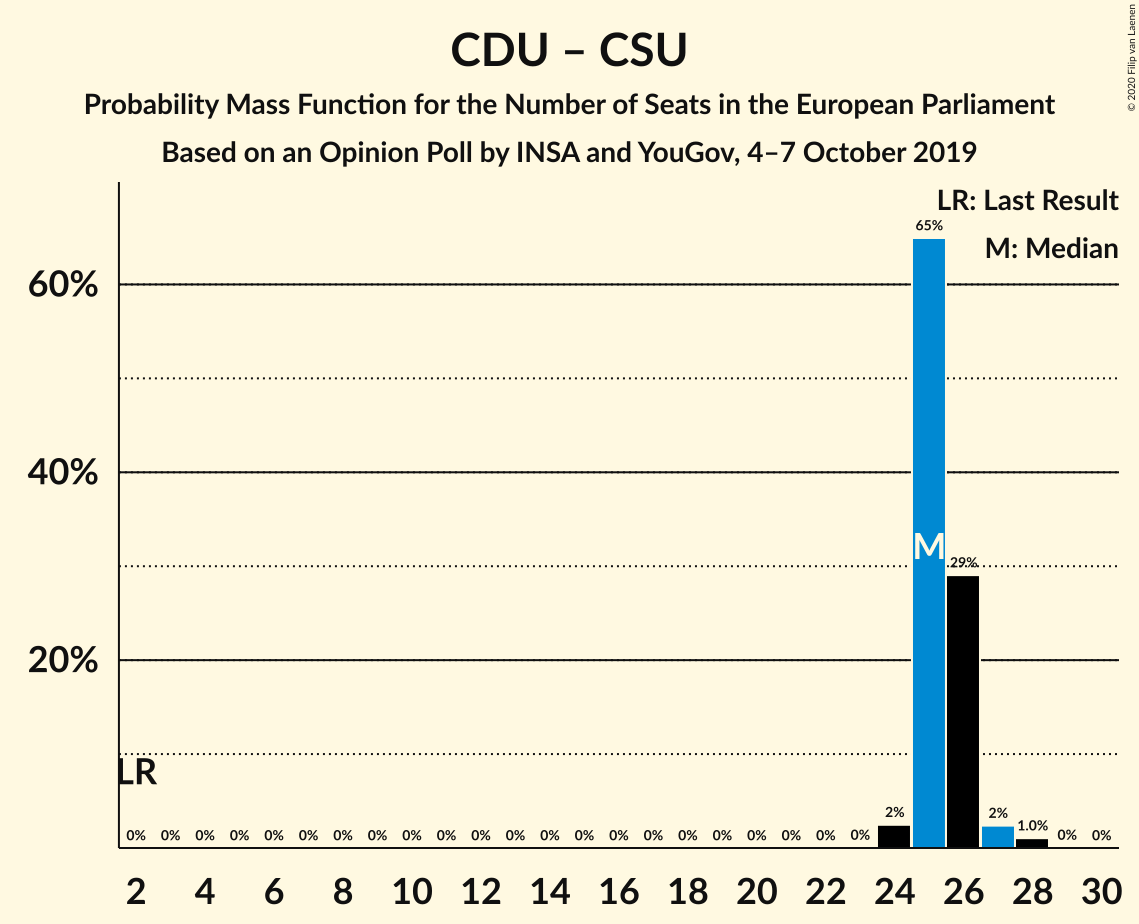 CDU – CSU
Probability Mass Function for the Number of Seats in the European Parliament
Based on an Opinion Poll by INSA and YouGov, 4–7 October 2019
© 2020 Filip van Laenen
LR: Last Result
M: Median
65%
60%
40%
M
29%
20%
LR
0% 0% 0% 0% 0% 0% 0% 0% 0% 0% 0% 0% 0% 0% 0% 0% 0% 0% 0% 0% 0% 0% 2% 2% 1.0% 0% 0%
2 4 6 8 10 12 14 16 18 20 22 24 26 28 30